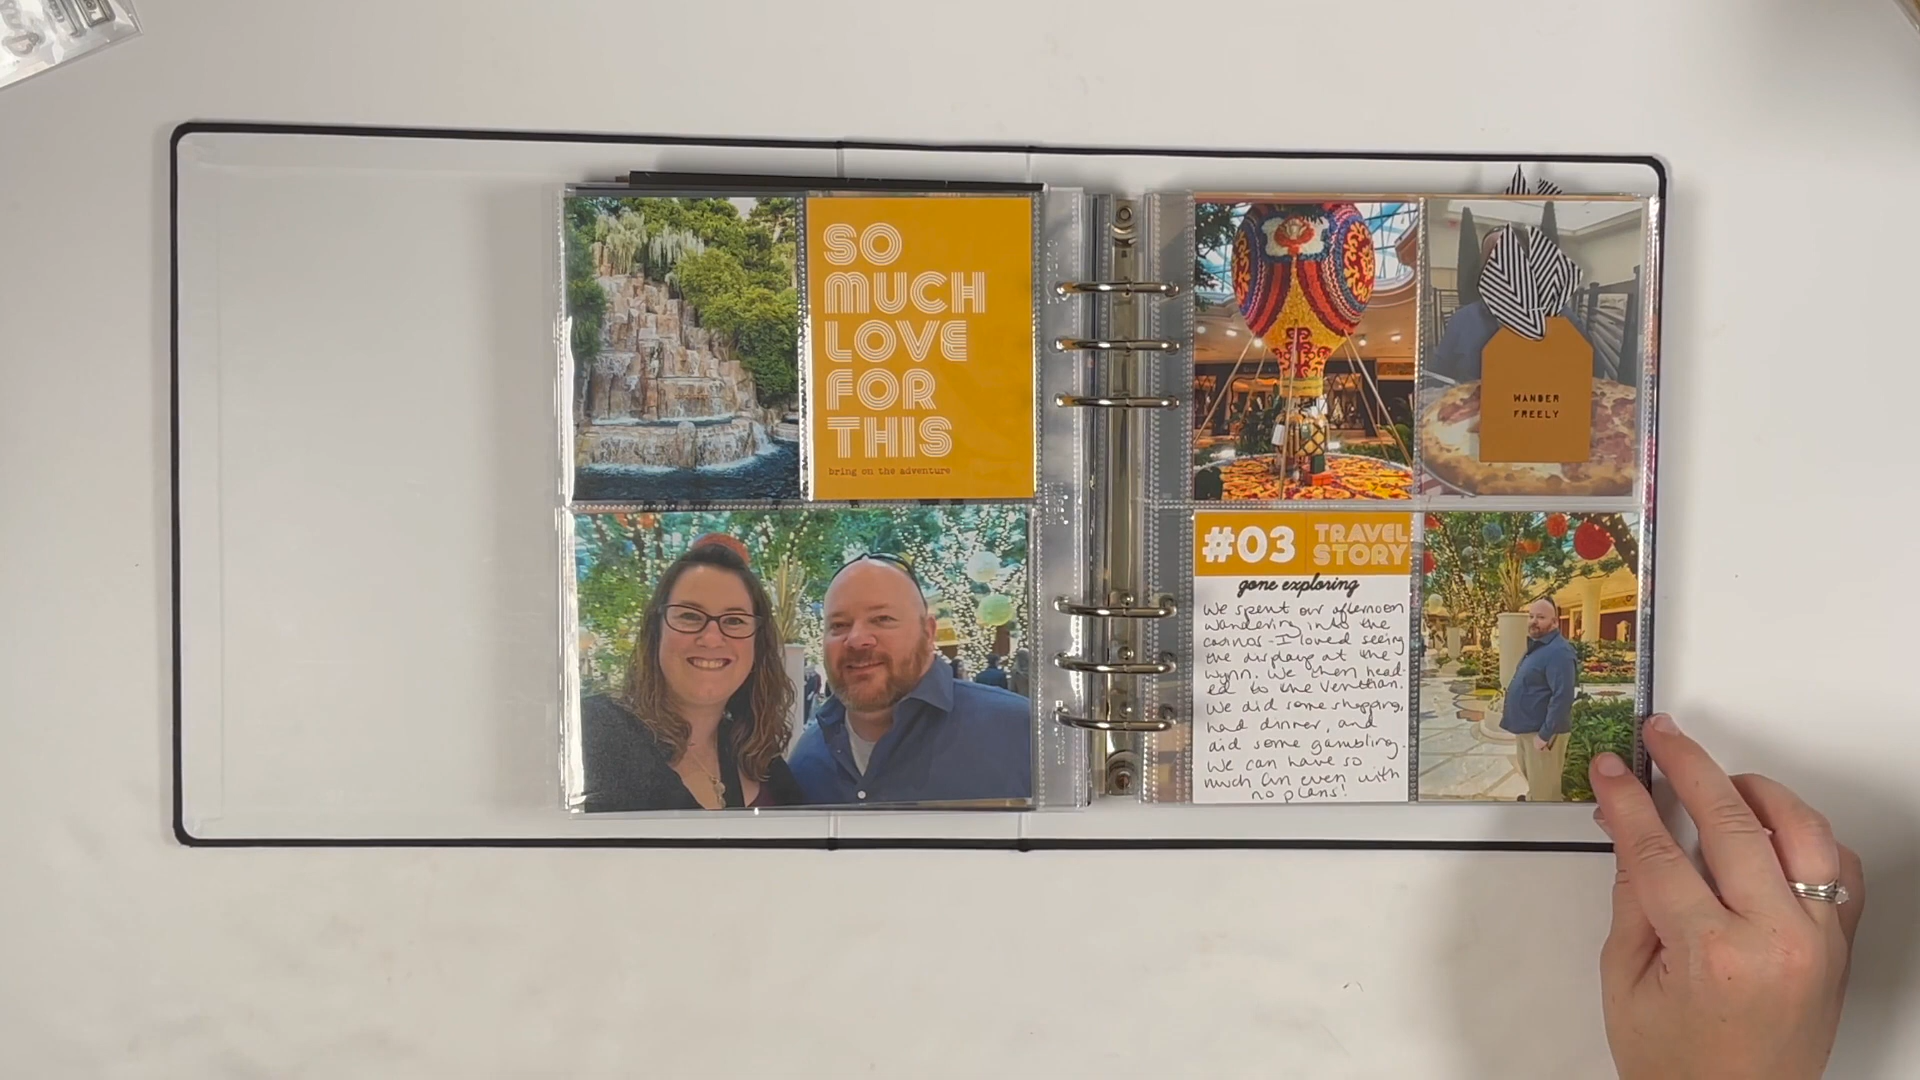 SO
MUCH
LOVE
FOR
THIS
bring on the adventure
WANDER
FREELY
#03
TRAVEL
STORY
gone exploring
We spent our afternoon
wandering into the
casinos - I loved seeing
the displays at the
Wynn. We then head-
ed to the Venitian.
We did some shopping,
had dinner, and
did some gambling.
We can have so
much fun even with
no plans!